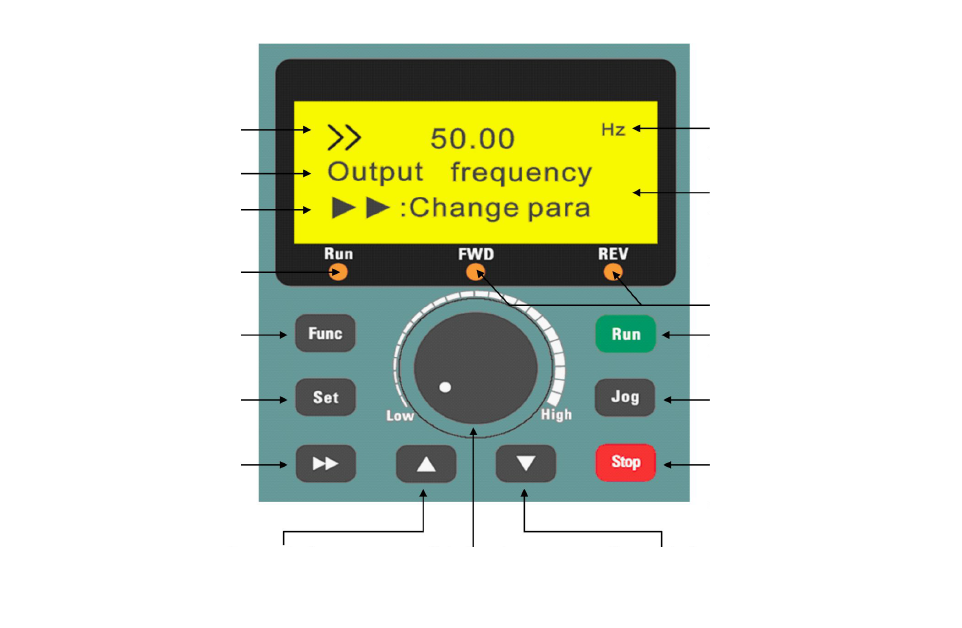 >> 50.00 Hz
Output frequency
▶ ▶ :Change para
Run FWD REV
Func Run
Set Jog
Low High
Stop